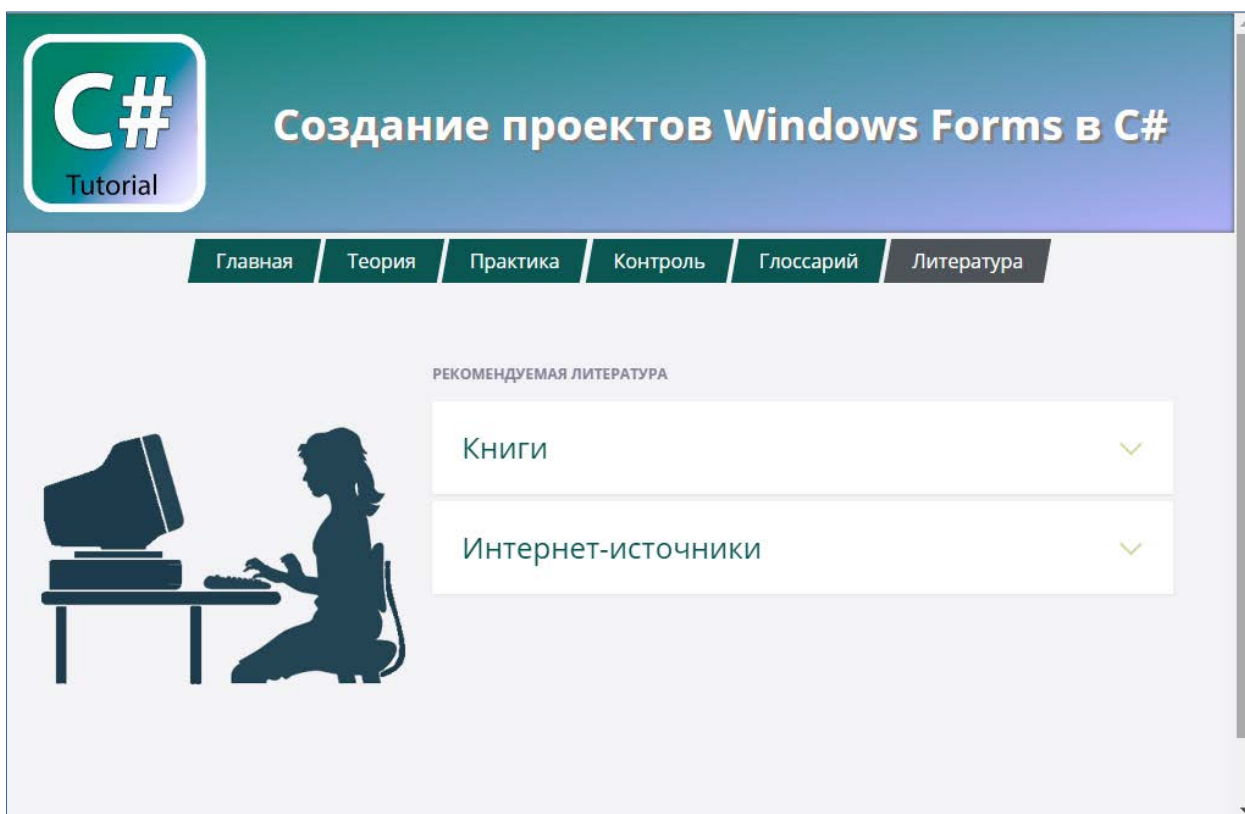 C#
Tutorial
Создание проектов Windows Forms в C#
Главная Теория Практика Контроль Глоссарий Литература
РЕКОМЕНДУЕМАЯ ЛИТЕРАТУРА
Книги
Интернет-источники